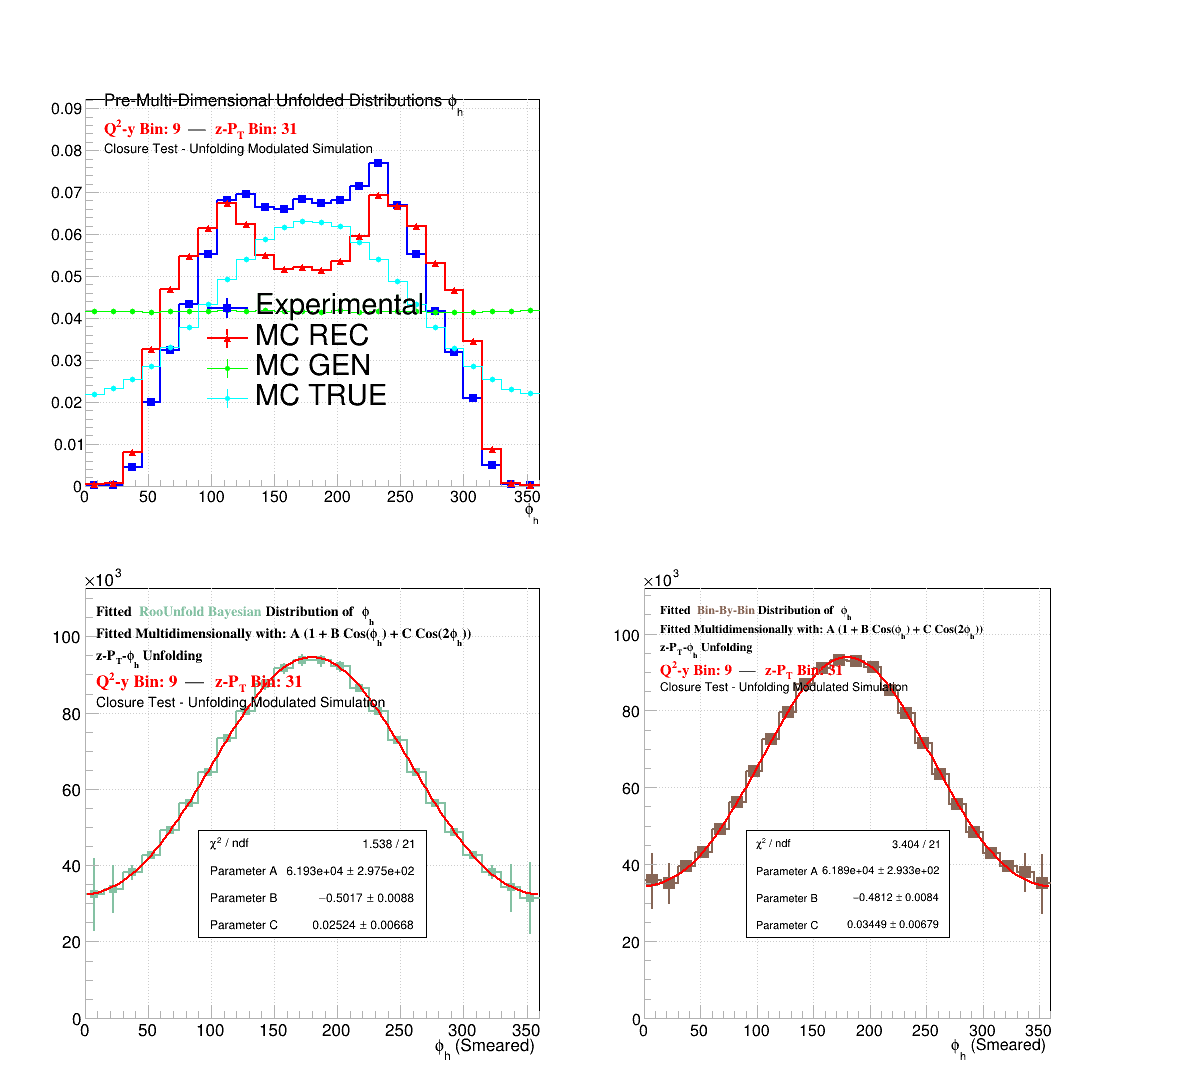 Pre-Multi-Dimensional Unfolded Distributions ϕh
Q²-y Bin: 9 — z-PT Bin: 31
Closure Test - Unfolding Modulated Simulation
0.09
0.08
0.07
0.06
0.05
0.04
0.03
0.02
0.01
0
Experimental
MC REC
MC GEN
MC TRUE
0 50 100 150 200 250 300 350
ϕh
×10³
Fitted RooUnfold Bayesian Distribution of ϕh
Fitted Multidimensionally with: A (1 + B Cos(ϕh) + C Cos(2ϕh))
z-PT-ϕh Unfolding
Q²-y Bin: 9 — z-PT Bin: 31
Closure Test - Unfolding Modulated Simulation
100
80
60
40
20
0
χ² / ndf 1.538 / 21
Parameter A 6.193e+04 ± 2.975e+02
Parameter B −0.5017 ± 0.0088
Parameter C 0.02524 ± 0.00668
0 50 100 150 200 250 300 350
ϕh (Smeared)
×10³
Fitted Bin-By-Bin Distribution of ϕh
Fitted Multidimensionally with: A (1 + B Cos(ϕh) + C Cos(2ϕh))
z-PT-ϕh Unfolding
Q²-y Bin: 9 — z-PT Bin: 31
Closure Test - Unfolding Modulated Simulation
100
80
60
40
20
0
χ² / ndf 3.404 / 21
Parameter A 6.189e+04 ± 2.933e+02
Parameter B −0.4812 ± 0.0084
Parameter C 0.03449 ± 0.00679
0 50 100 150 200 250 300 350
ϕh (Smeared)